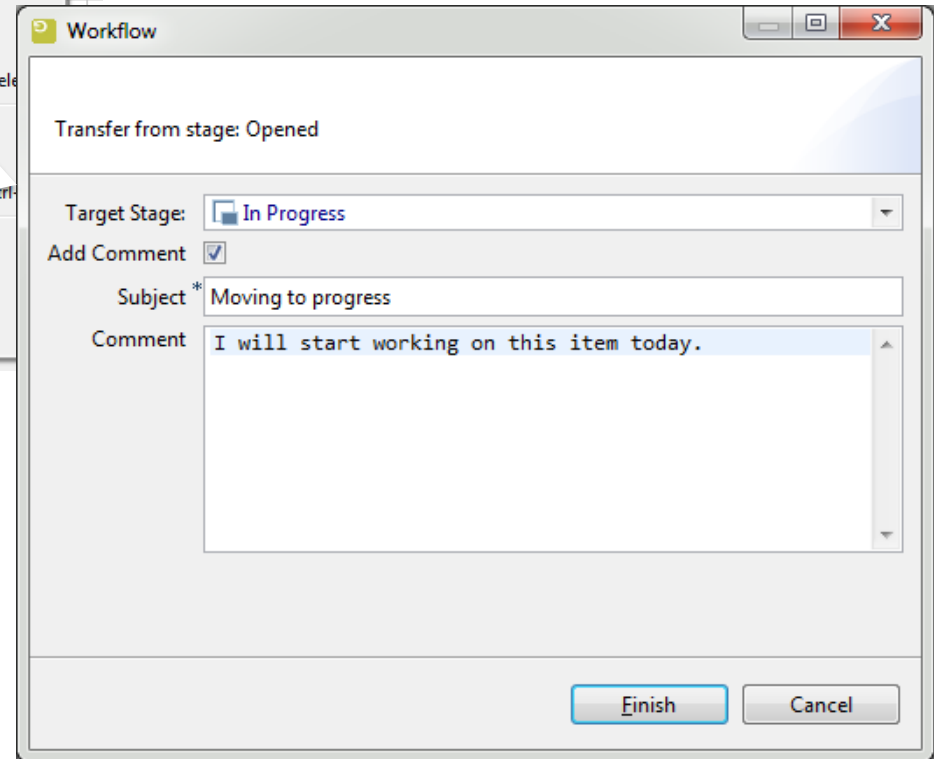 Workflow
Transfer from stage: Opened
Target Stage: In Progress
Add Comment
Subject * Moving to progress
Comment I will start working on this item today.
Finish Cancel